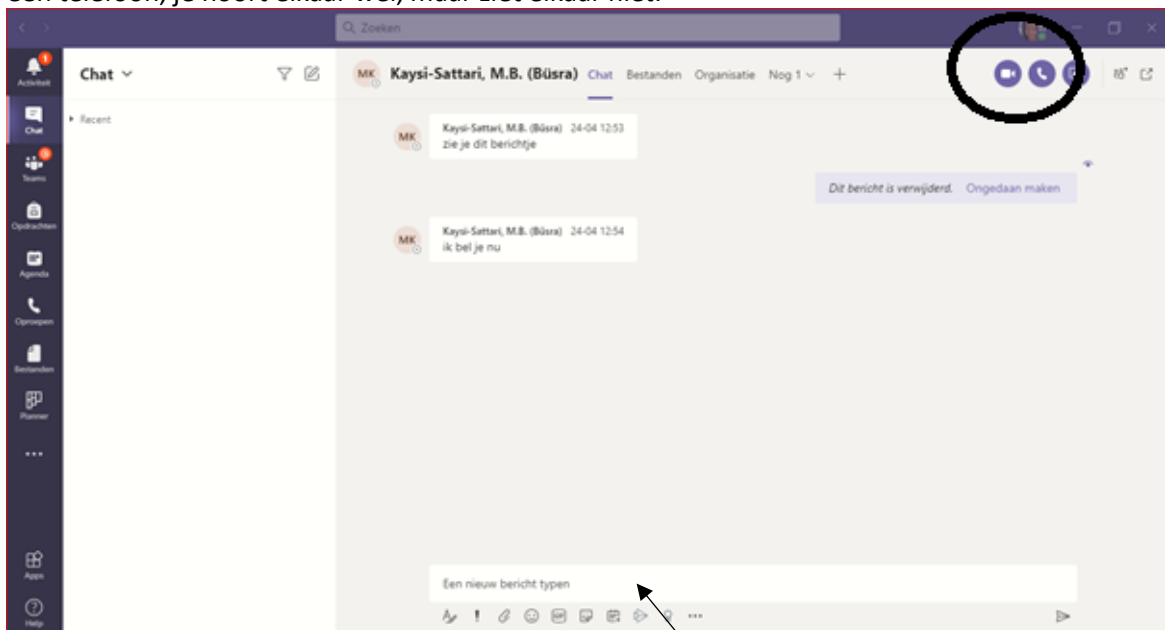 een telefoon, je hoort elkaar wel, maar ziet elkaar niet.
Zoeken
Activiteit
Chat
Teams
Opdrachten
Agenda
Oproepen
Bestanden
Planner
Apps
Help
Chat
Recent
MK Kaysi-Sattari, M.B. (Büsra) Chat Bestanden Organisatie Nog 1
MK
Kaysi-Sattari, M.B. (Büsra) 24-04 12:53
zie je dit berichtje
Dit bericht is verwijderd. Ongedaan maken
MK
Kaysi-Sattari, M.B. (Büsra) 24-04 12:54
ik bel je nu
Een nieuw bericht typen